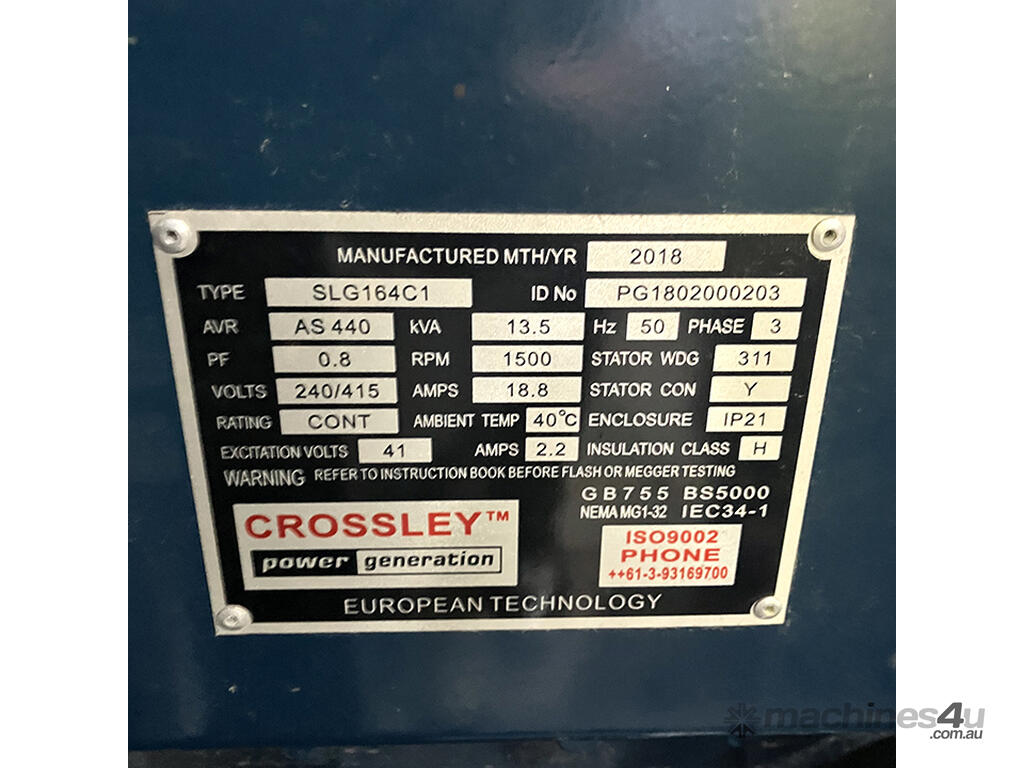 MANUFACTURED MTH/YR 2018
TYPE SLG164C1 ID No PG1802000203
AVR AS 440 kVA 13.5 Hz 50 PHASE 3
PF 0.8 RPM 1500 STATOR WDG 311
VOLTS 240/415 AMPS 18.8 STATOR CON Y
RATING CONT AMBIENT TEMP 40°C ENCLOSURE IP21
EXCITATION VOLTS 41 AMPS 2.2 INSULATION CLASS H
WARNING REFER TO INSTRUCTION BOOK BEFORE FLASH OR MEGGER TESTING
GB755 BS5000
NEMA MG1-32 IEC34-1
CROSSLEY™
power generation
ISO9002
PHONE
++61-3-93169700
EUROPEAN TECHNOLOGY
machines4u
.com.au